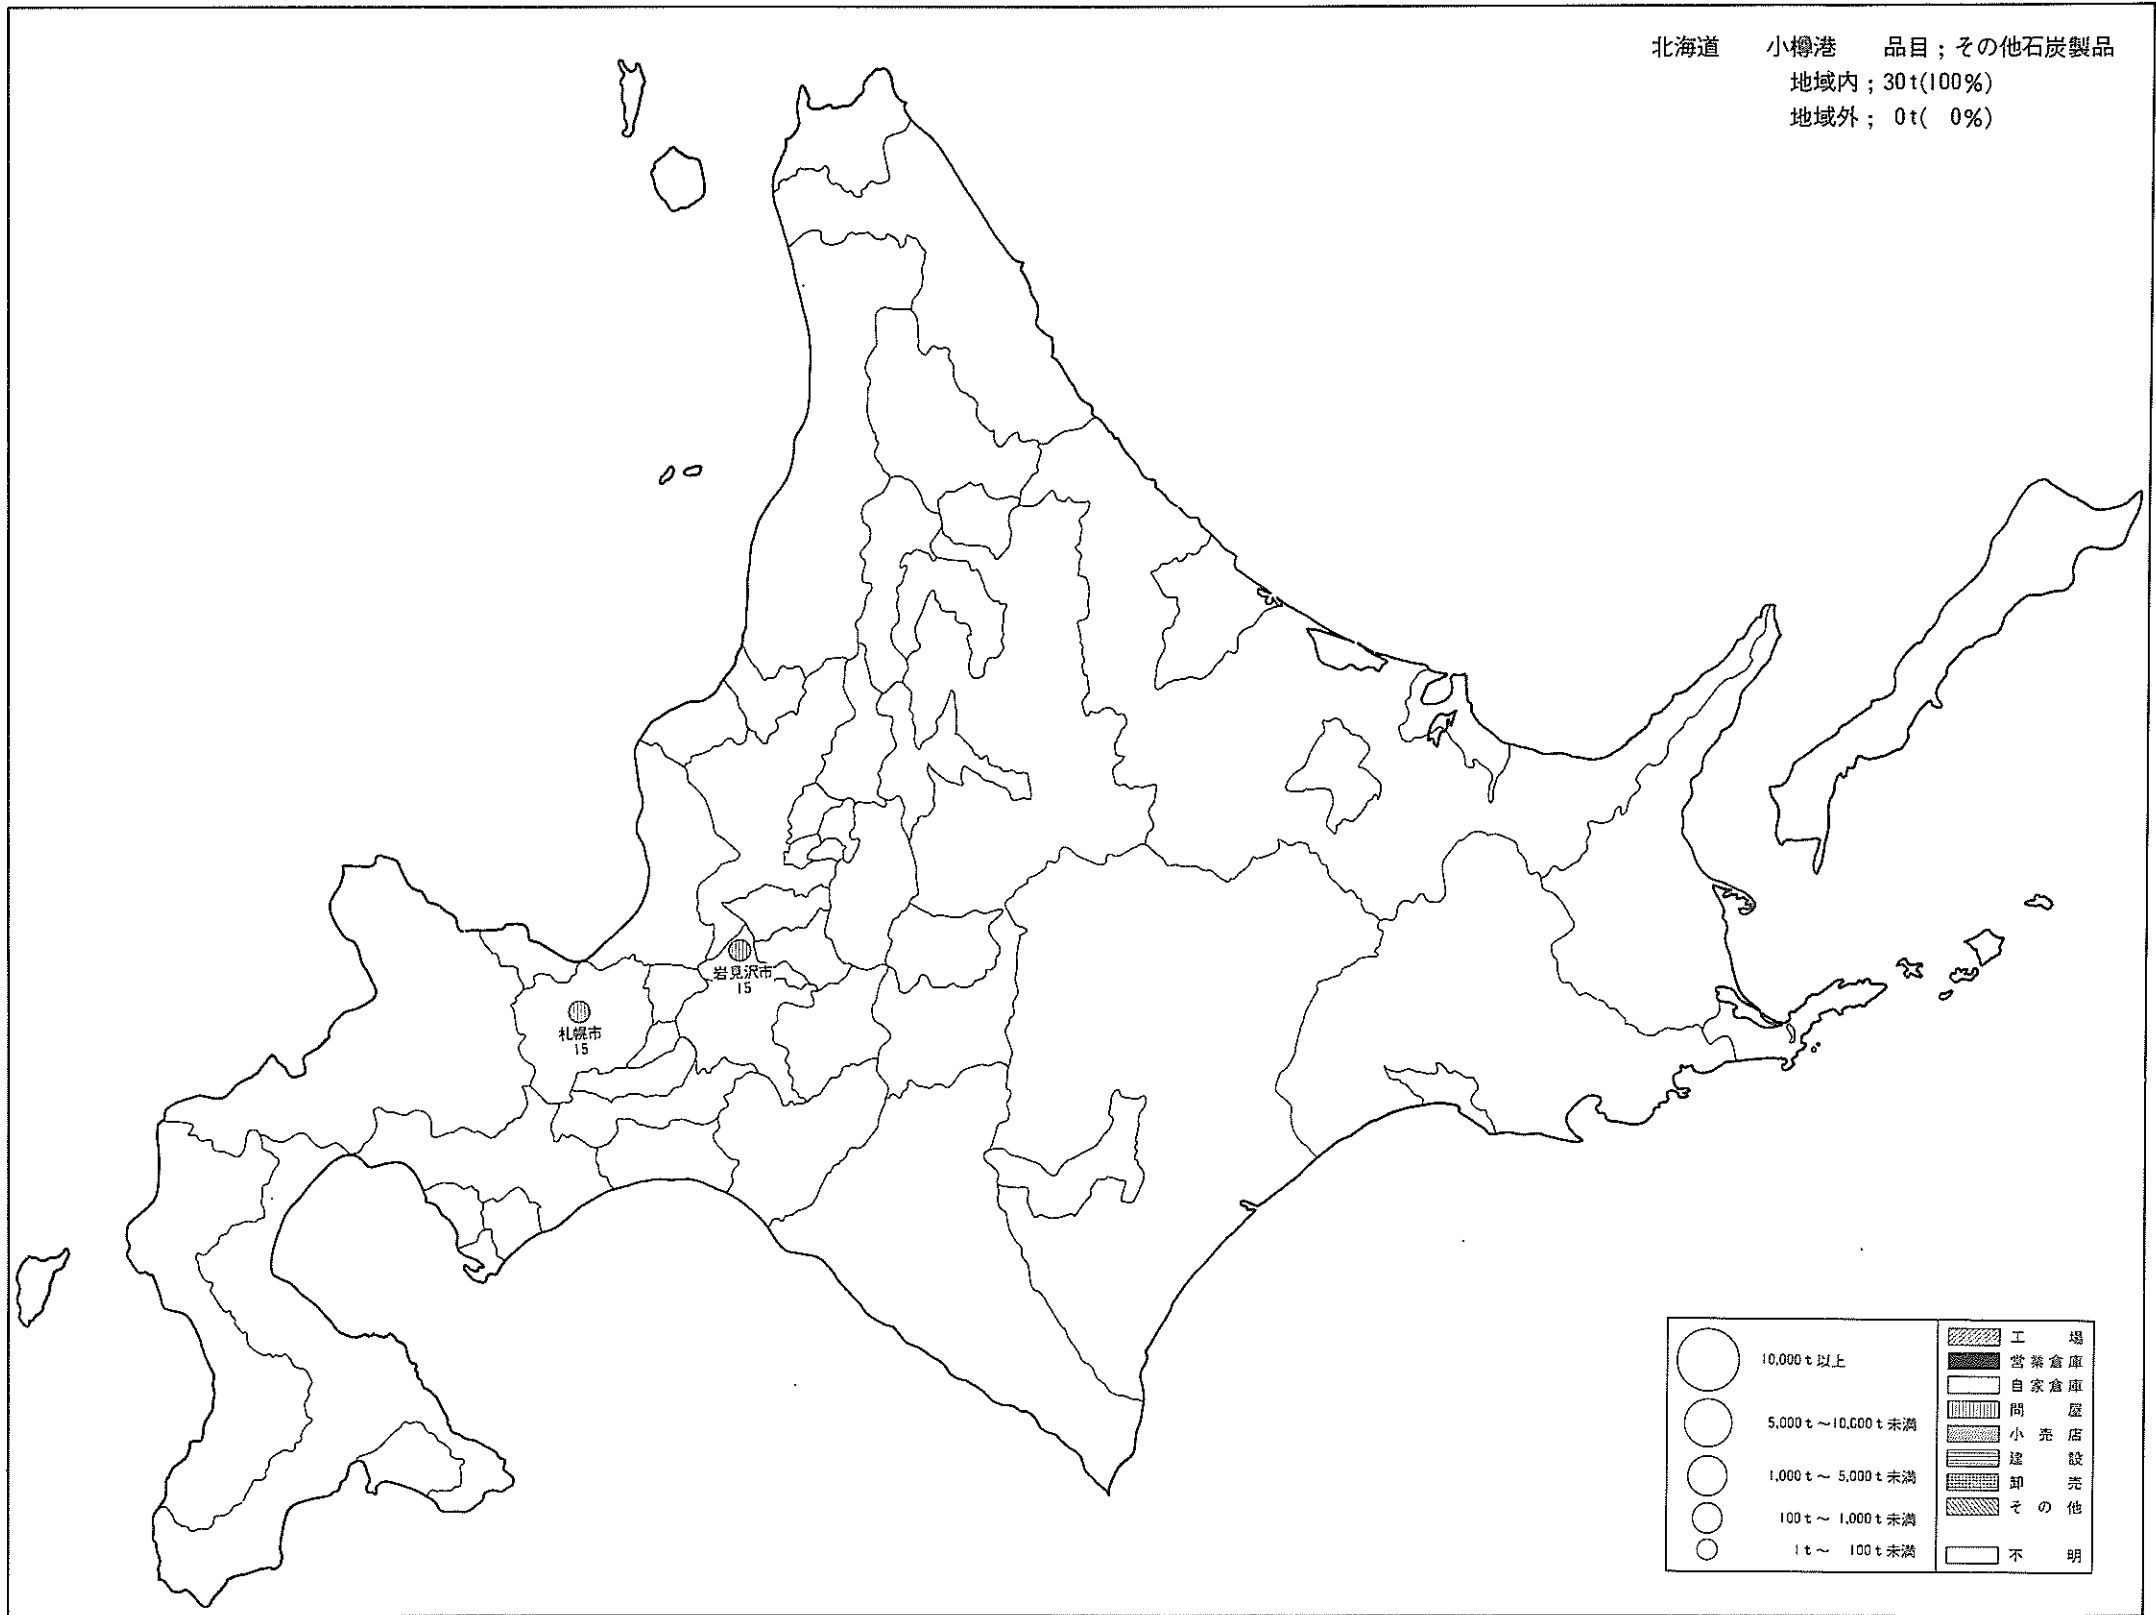 北海道 小樽港 品目；その他石炭製品
地域内；30t(100%)
地域外； 0t( 0%)
岩見沢市
15
札幌市
15
10,000t以上
5,000t～10,000t未満
1,000t～5,000t未満
100t～1,000t未満
1t～100t未満
工場
営業倉庫
自家倉庫
問屋
小売店
建設
卸売
その他
不明